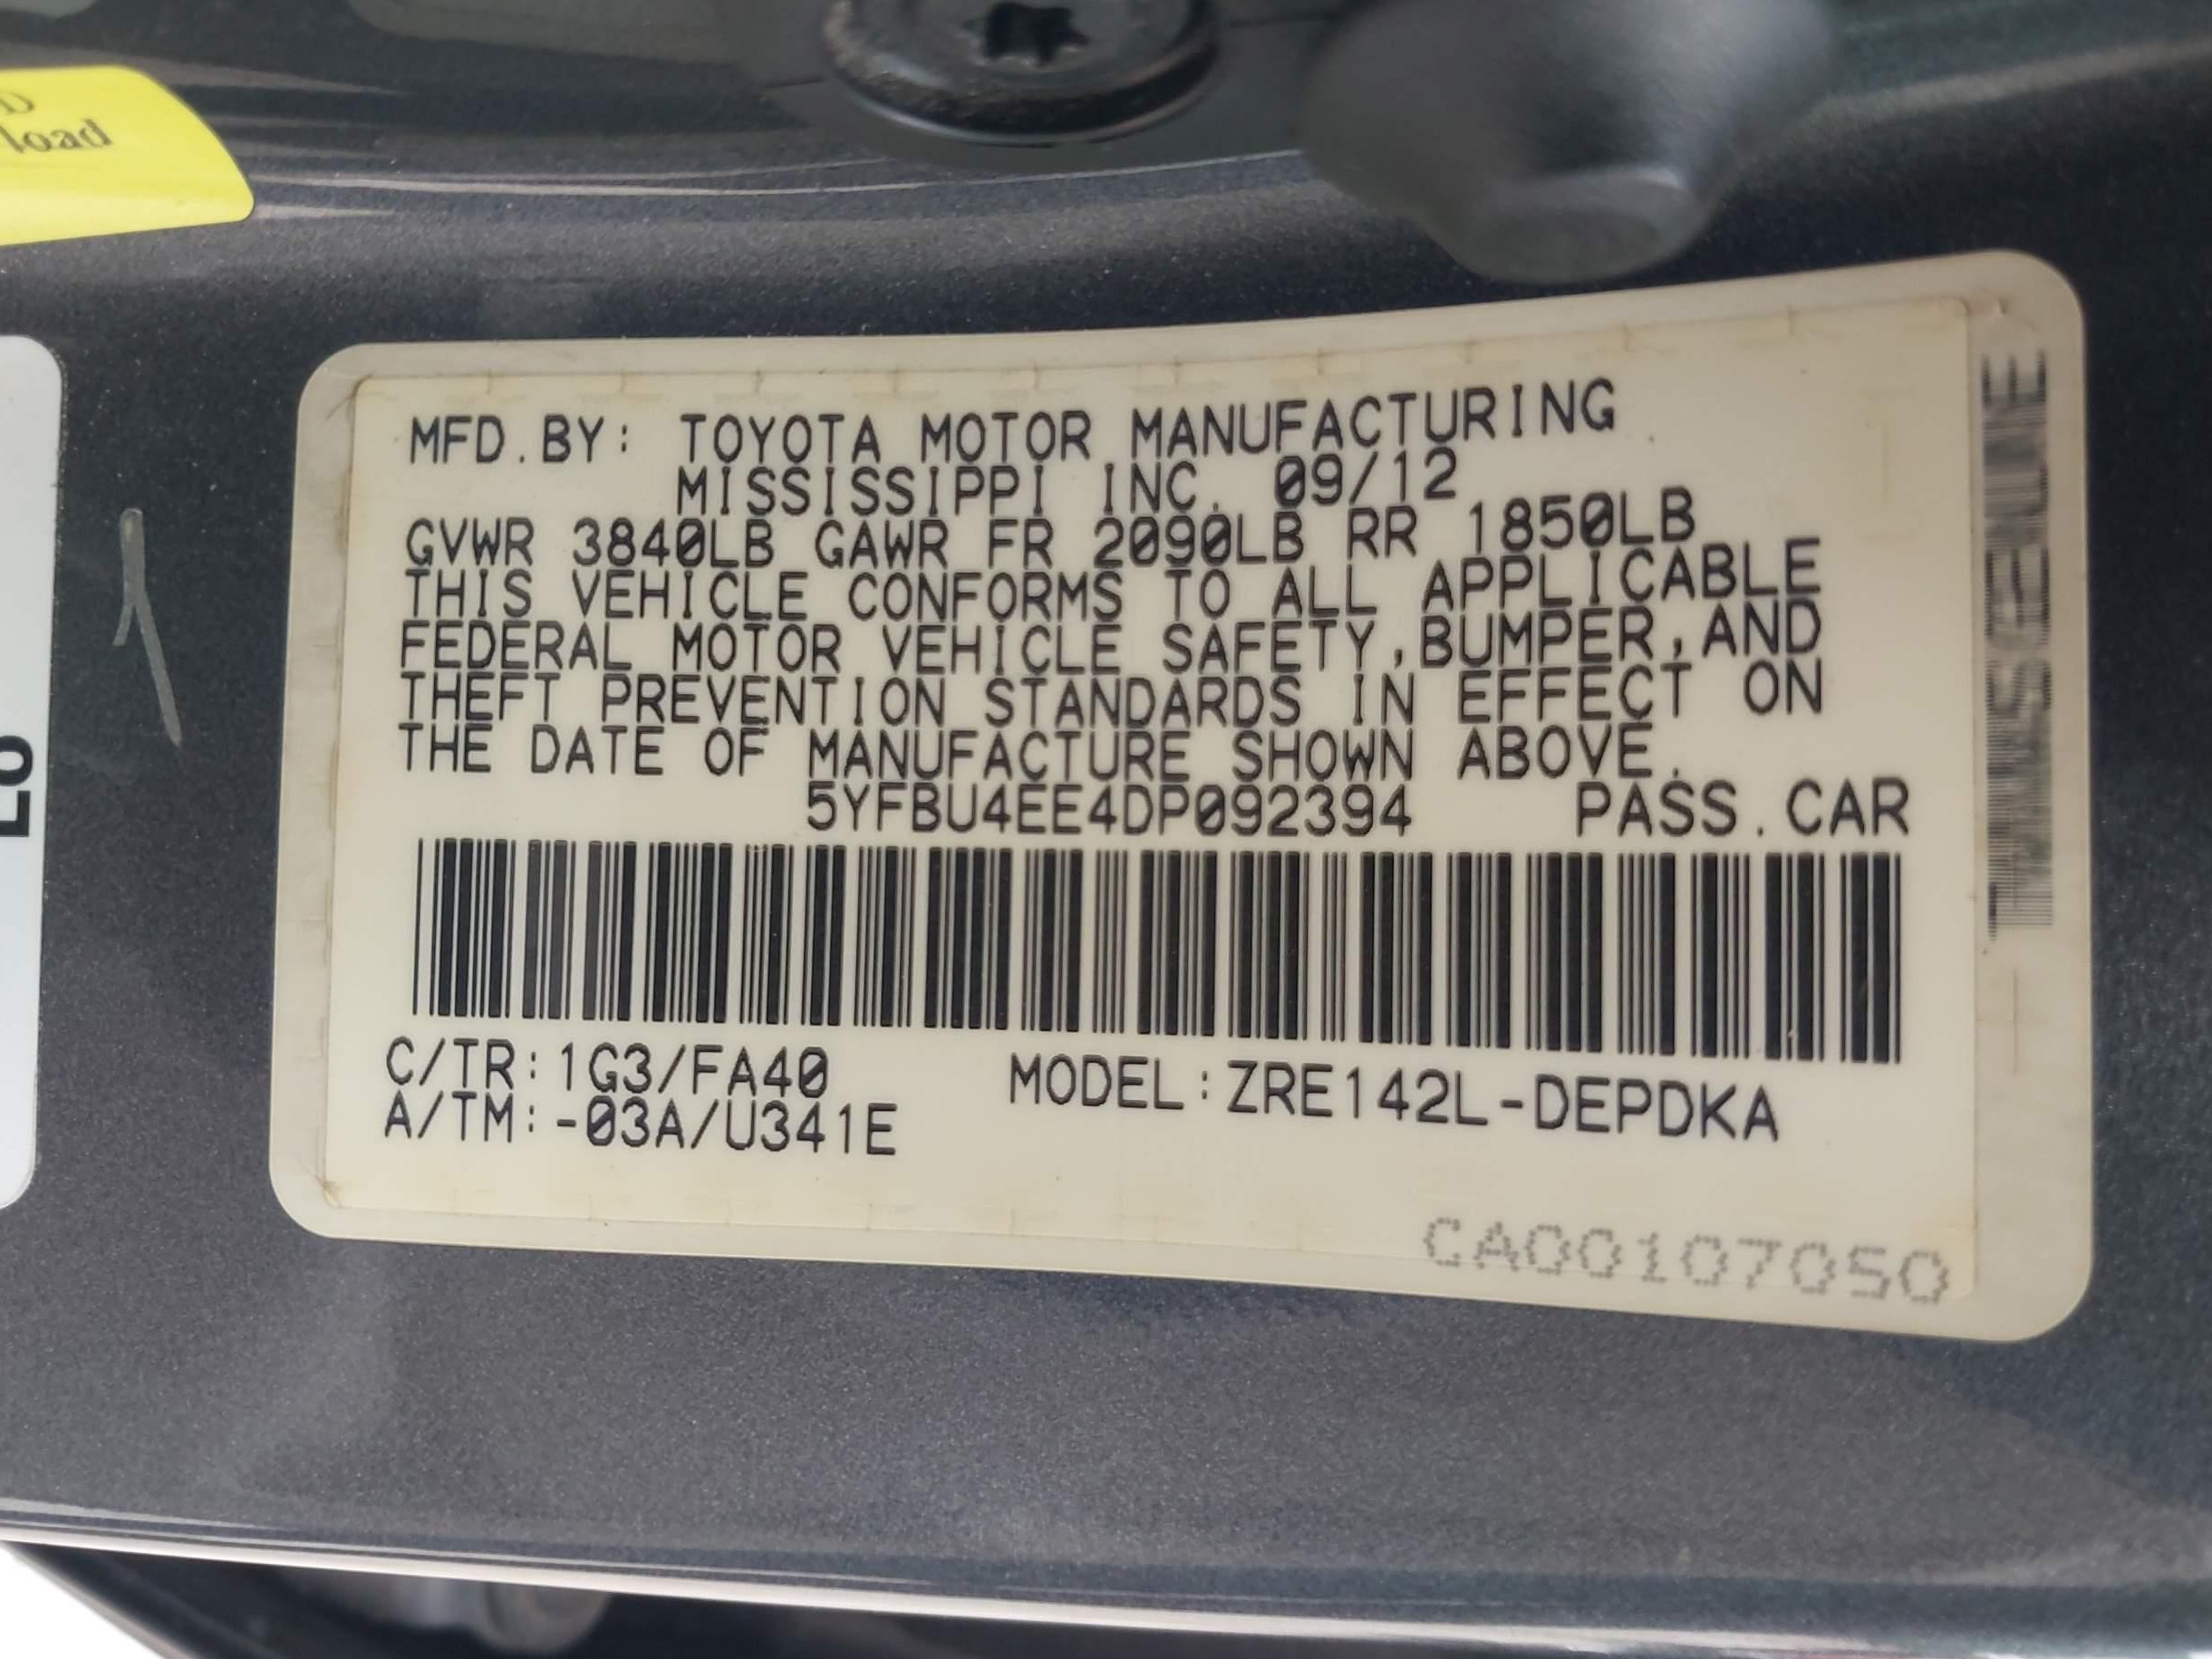 D
load
LO
MFD.BY: TOYOTA MOTOR MANUFACTURING
MISSISSIPPI INC. 09/12
GVWR 3840LB GAWR FR 2090LB RR 1850LB
THIS VEHICLE CONFORMS TO ALL APPLICABLE
FEDERAL MOTOR VEHICLE SAFETY,BUMPER,AND
THEFT PREVENTION STANDARDS IN EFFECT ON
THE DATE OF MANUFACTURE SHOWN ABOVE.
5YFBU4EE4DP092394 PASS.CAR
C/TR:1G3/FA40 MODEL:ZRE142L-DEPDKA
A/TM:-03A/U341E
CA00107050